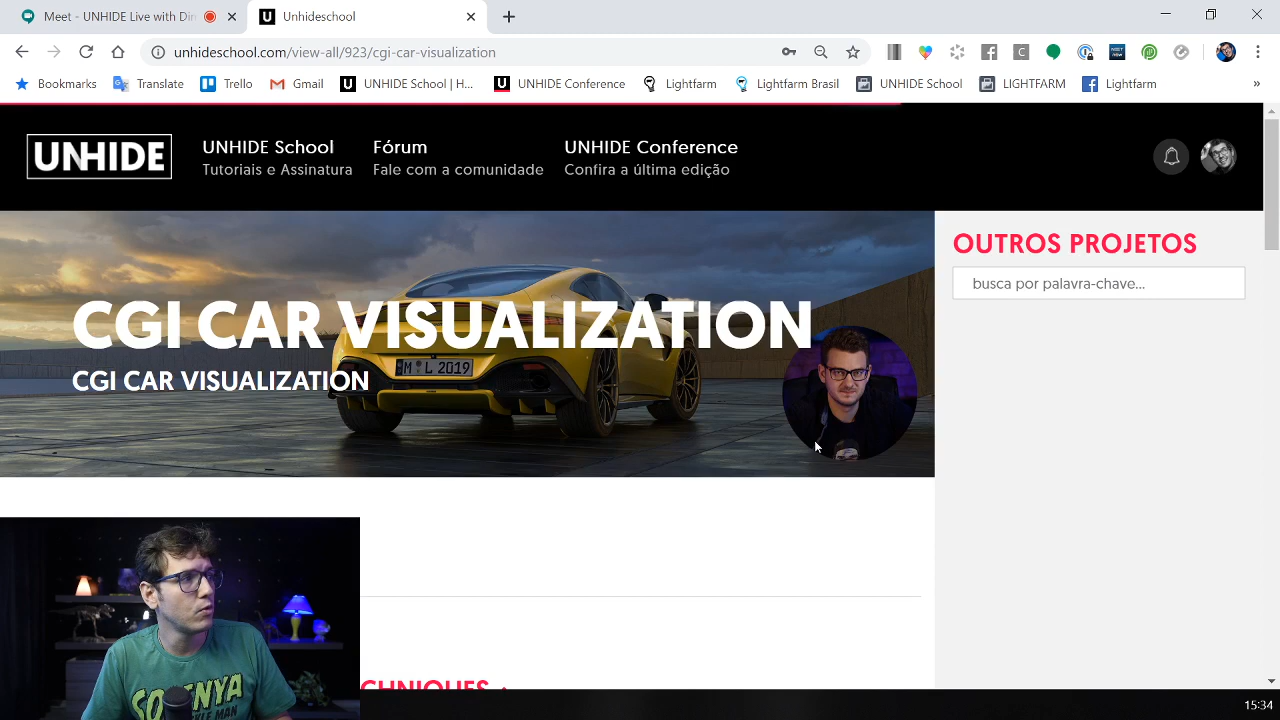 Meet - UNHIDE Live with Di
Unhideschool
unhideschool.com/view-all/923/cgi-car-visualization
Bookmarks
Translate
Trello
Gmail
UNHIDE School | H...
UNHIDE Conference
Lightfarm
Lightfarm Brasil
UNHIDE School
LIGHTFARM
Lightfarm
UNHIDE
UNHIDE School
Tutoriais e Assinatura
Fórum
Fale com a comunidade
UNHIDE Conference
Confira a última edição
CGI CAR VISUALIZATION
CGI CAR VISUALIZATION
M L 2019
OUTROS PROJETOS
busca por palavra-chave...
15:34